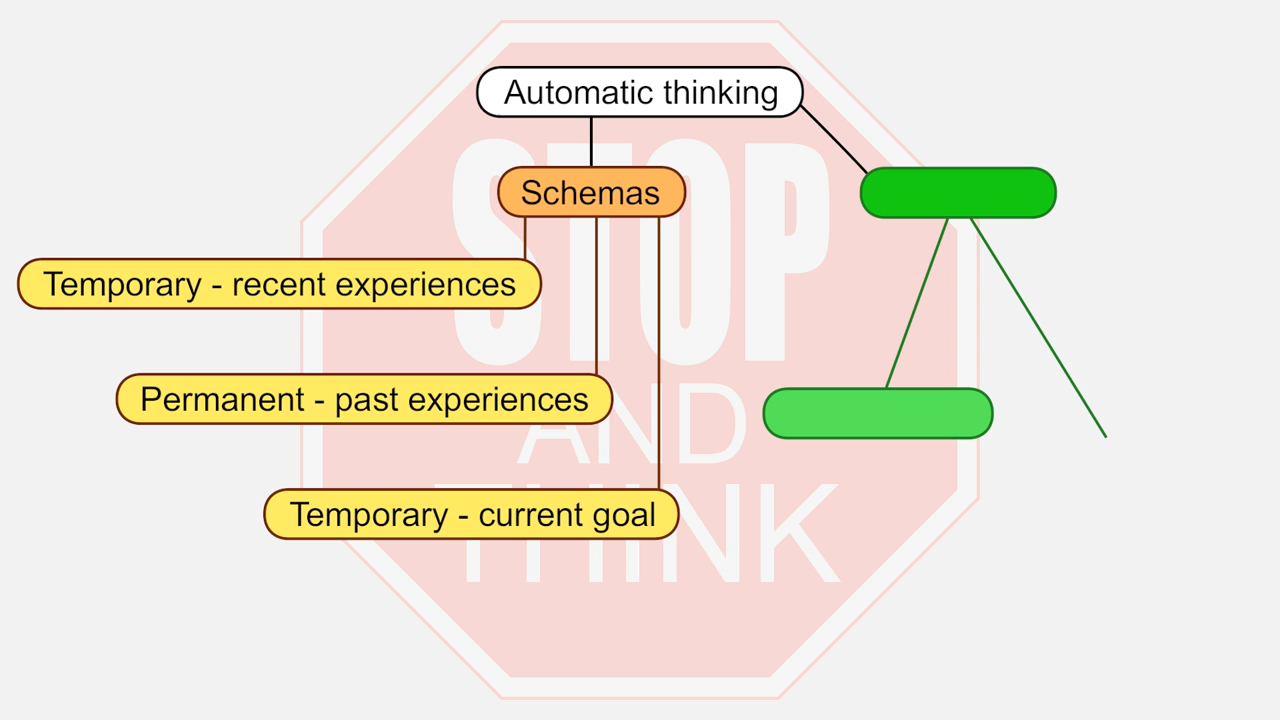 Automatic thinking
Schemas
Temporary - recent experiences
Permanent - past experiences
Temporary - current goal
STOP
AND
THINK